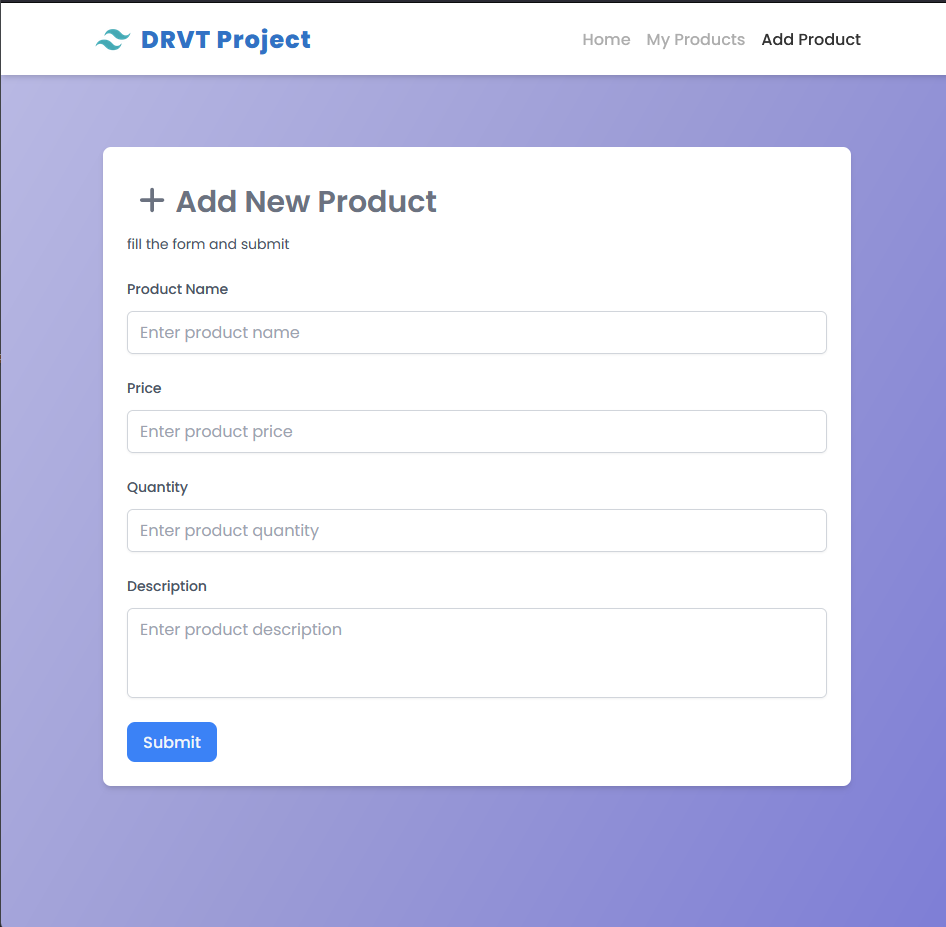 DRVT Project
Home My Products Add Product
Add New Product
fill the form and submit
Product Name
Enter product name
Price
Enter product price
Quantity
Enter product quantity
Description
Enter product description
Submit